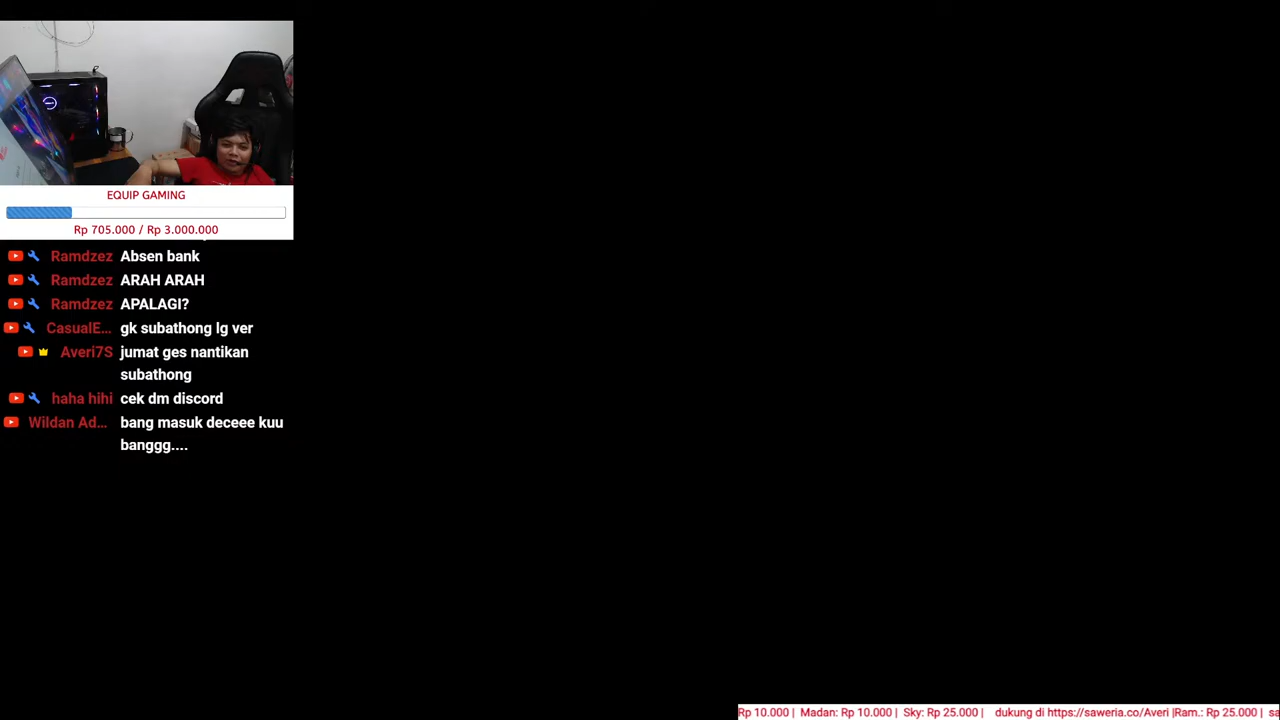 EQUIP GAMING
Rp 705.000 / Rp 3.000.000
Ramdzez Absen bank
Ramdzez ARAH ARAH
Ramdzez APALAGI?
CasualE... gk subathong lg ver
Averi7S jumat ges nantikan
subathong
haha hihi cek dm discord
Wildan Ad... bang masuk deceee kuu
banggg....
Rp 10.000 | Madan: Rp 10.000 | Sky: Rp 25.000 | dukung di https://saweria.co/Averi |Ram.: Rp 25.000 | sa